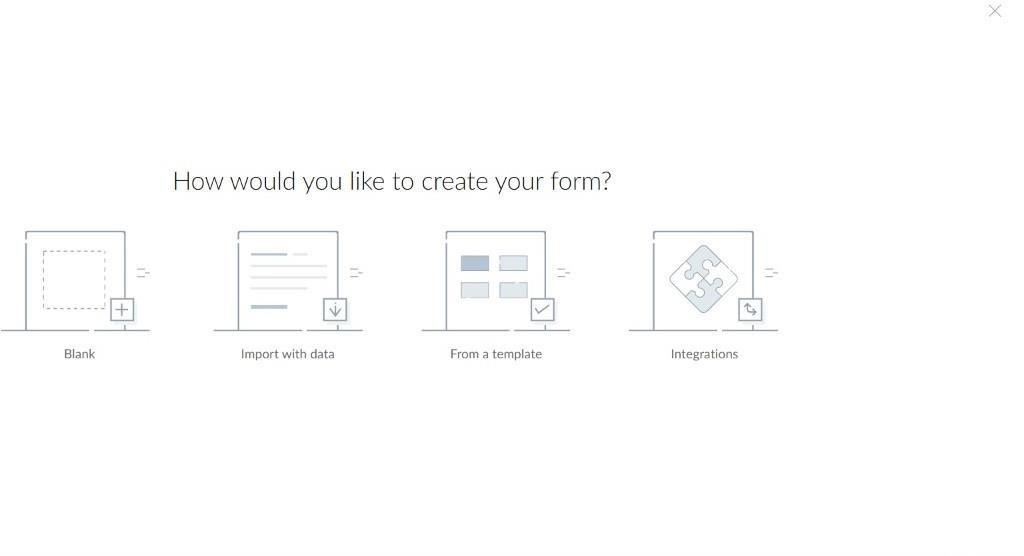 How would you like to create your form?
Blank
Import with data
From a template
Integrations